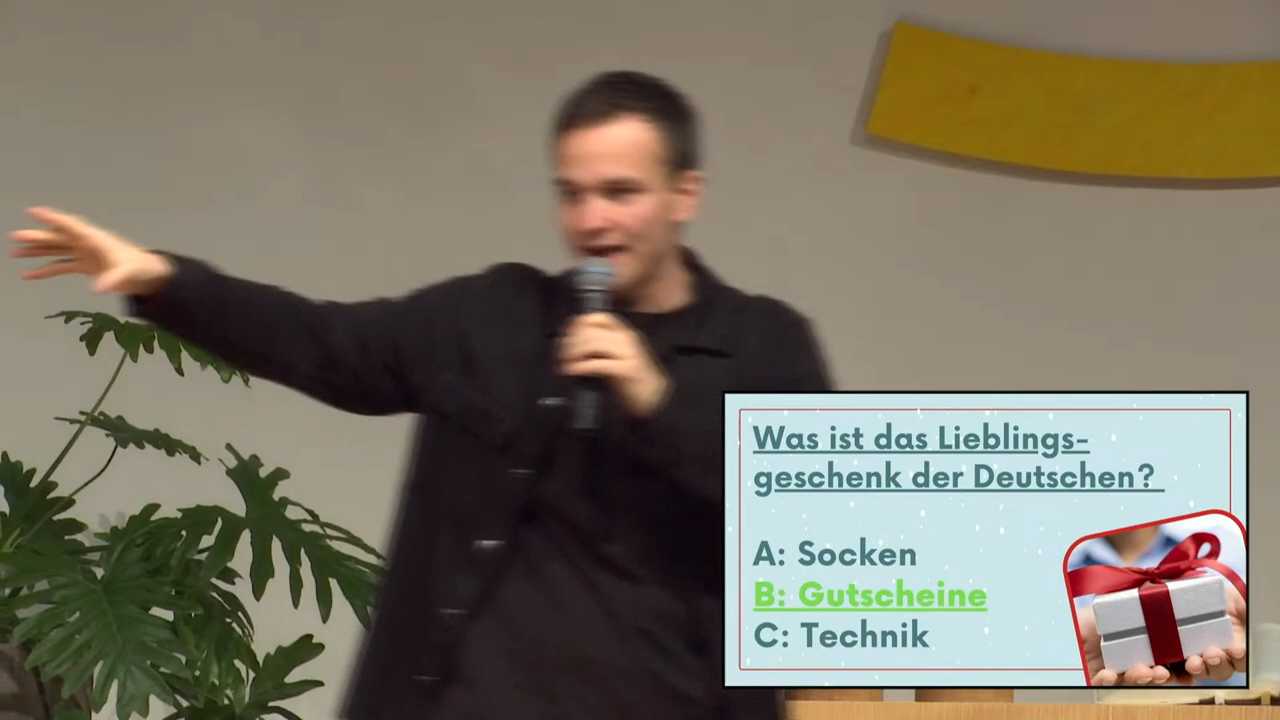 Was ist das Lieblings-
geschenk der Deutschen?
A: Socken
B: Gutscheine
C: Technik